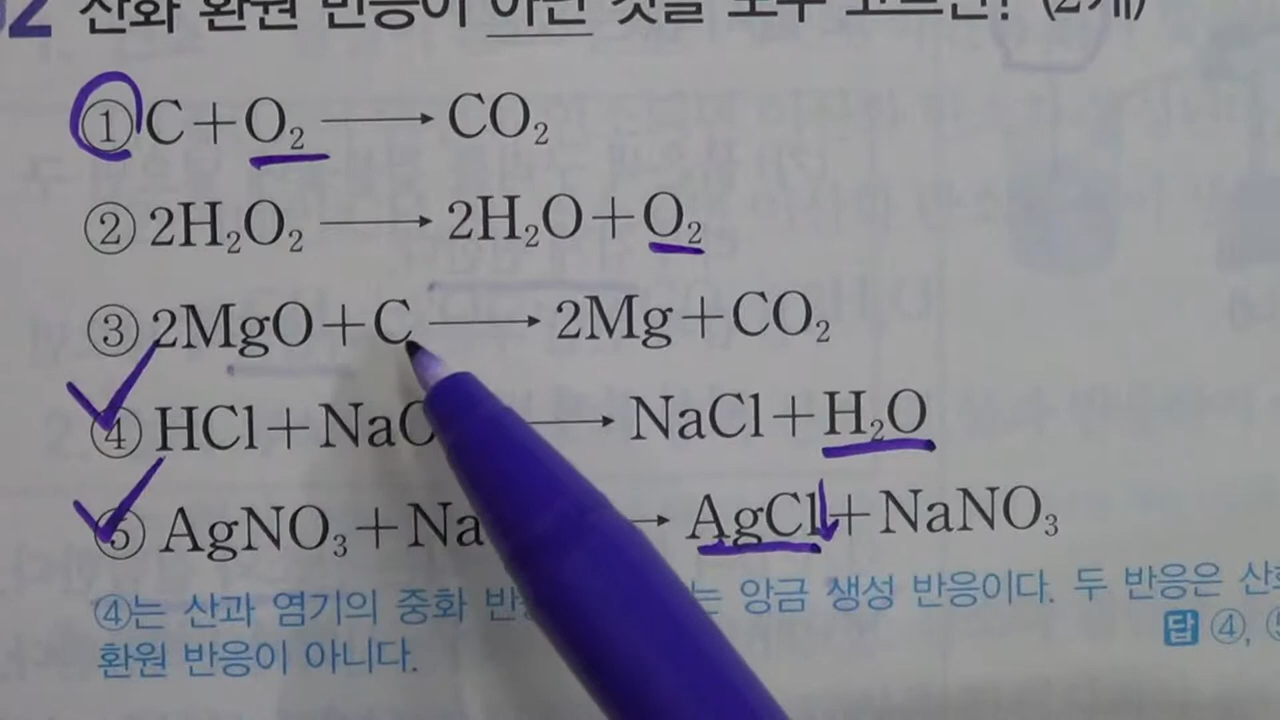 02 산화 환원 반응이 아닌 것을 모두 고르면? (2개)
① C + O₂ ⟶ CO₂
② 2H₂O₂ ⟶ 2H₂O + O₂
③ 2MgO + C ⟶ 2Mg + CO₂
④ HCl + Na ⟶ NaCl + H₂O
⑤ AgNO₃ + Na ⟶ AgCl↓ + NaNO₃
④는 산과 염기의 중화 는 앙금 생성 반응이다. 두 반응은
환원 반응이 아니다.
답 ④,